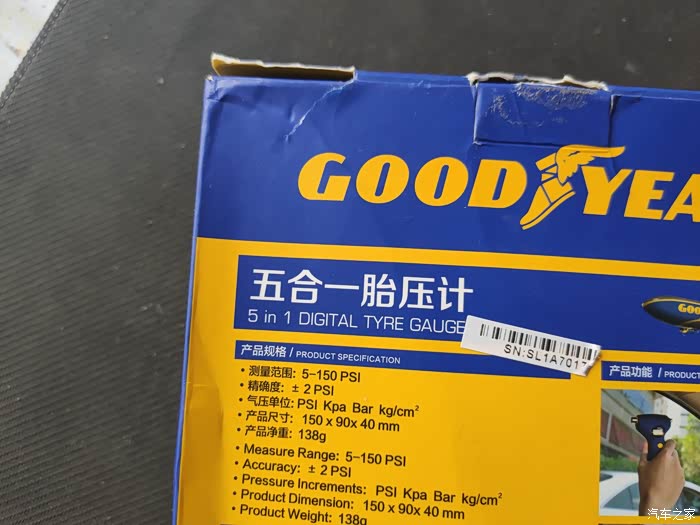 GOODYEA
五合一胎压计
5 in 1 DIGITAL TYRE GAUGE
SN:SL1A7017
产品规格 / PRODUCT SPECIFICATION
• 测量范围: 5-150 PSI
• 精确度: ± 2 PSI
• 气压单位: PSI Kpa Bar kg/cm²
• 产品尺寸: 150 x 90x 40 mm
• 产品净重: 138g
• Measure Range: 5-150 PSI
• Accuracy: ± 2 PSI
• Pressure Increments: PSI Kpa Bar kg/cm²
• Product Dimension: 150 x 90 x 40 mm
• Product Weight: 138g
产品功能 / PRODUCT
GOO
汽车之家